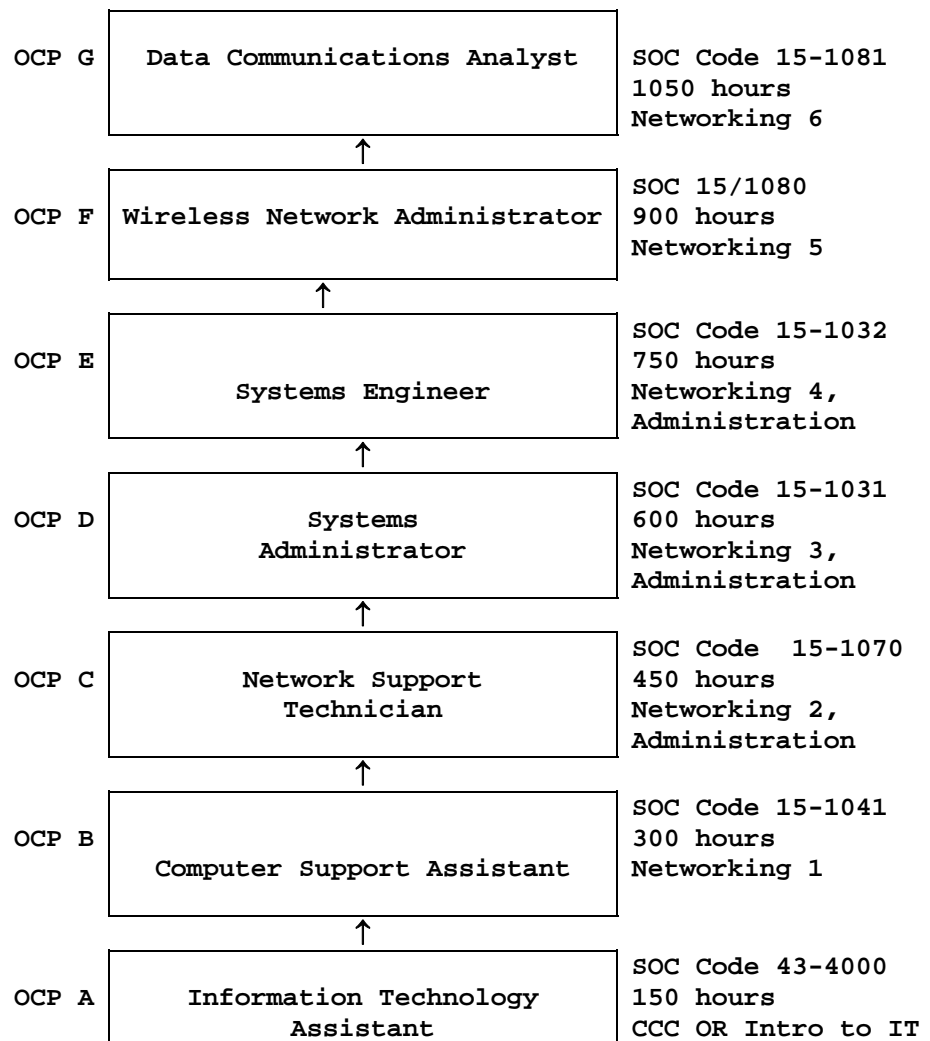 OCP G
Data Communications Analyst
SOC Code 15-1081
1050 hours
Networking 6
↑
OCP F
Wireless Network Administrator
SOC 15/1080
900 hours
Networking 5
↑
OCP E
Systems Engineer
SOC Code 15-1032
750 hours
Networking 4,
Administration
↑
OCP D
Systems
Administrator
SOC Code 15-1031
600 hours
Networking 3,
Administration
↑
OCP C
Network Support
Technician
SOC Code  15-1070
450 hours
Networking 2,
Administration
↑
OCP B
Computer Support Assistant
SOC Code 15-1041
300 hours
Networking 1
↑
OCP A
Information Technology
Assistant
SOC Code 43-4000
150 hours
CCC OR Intro to IT